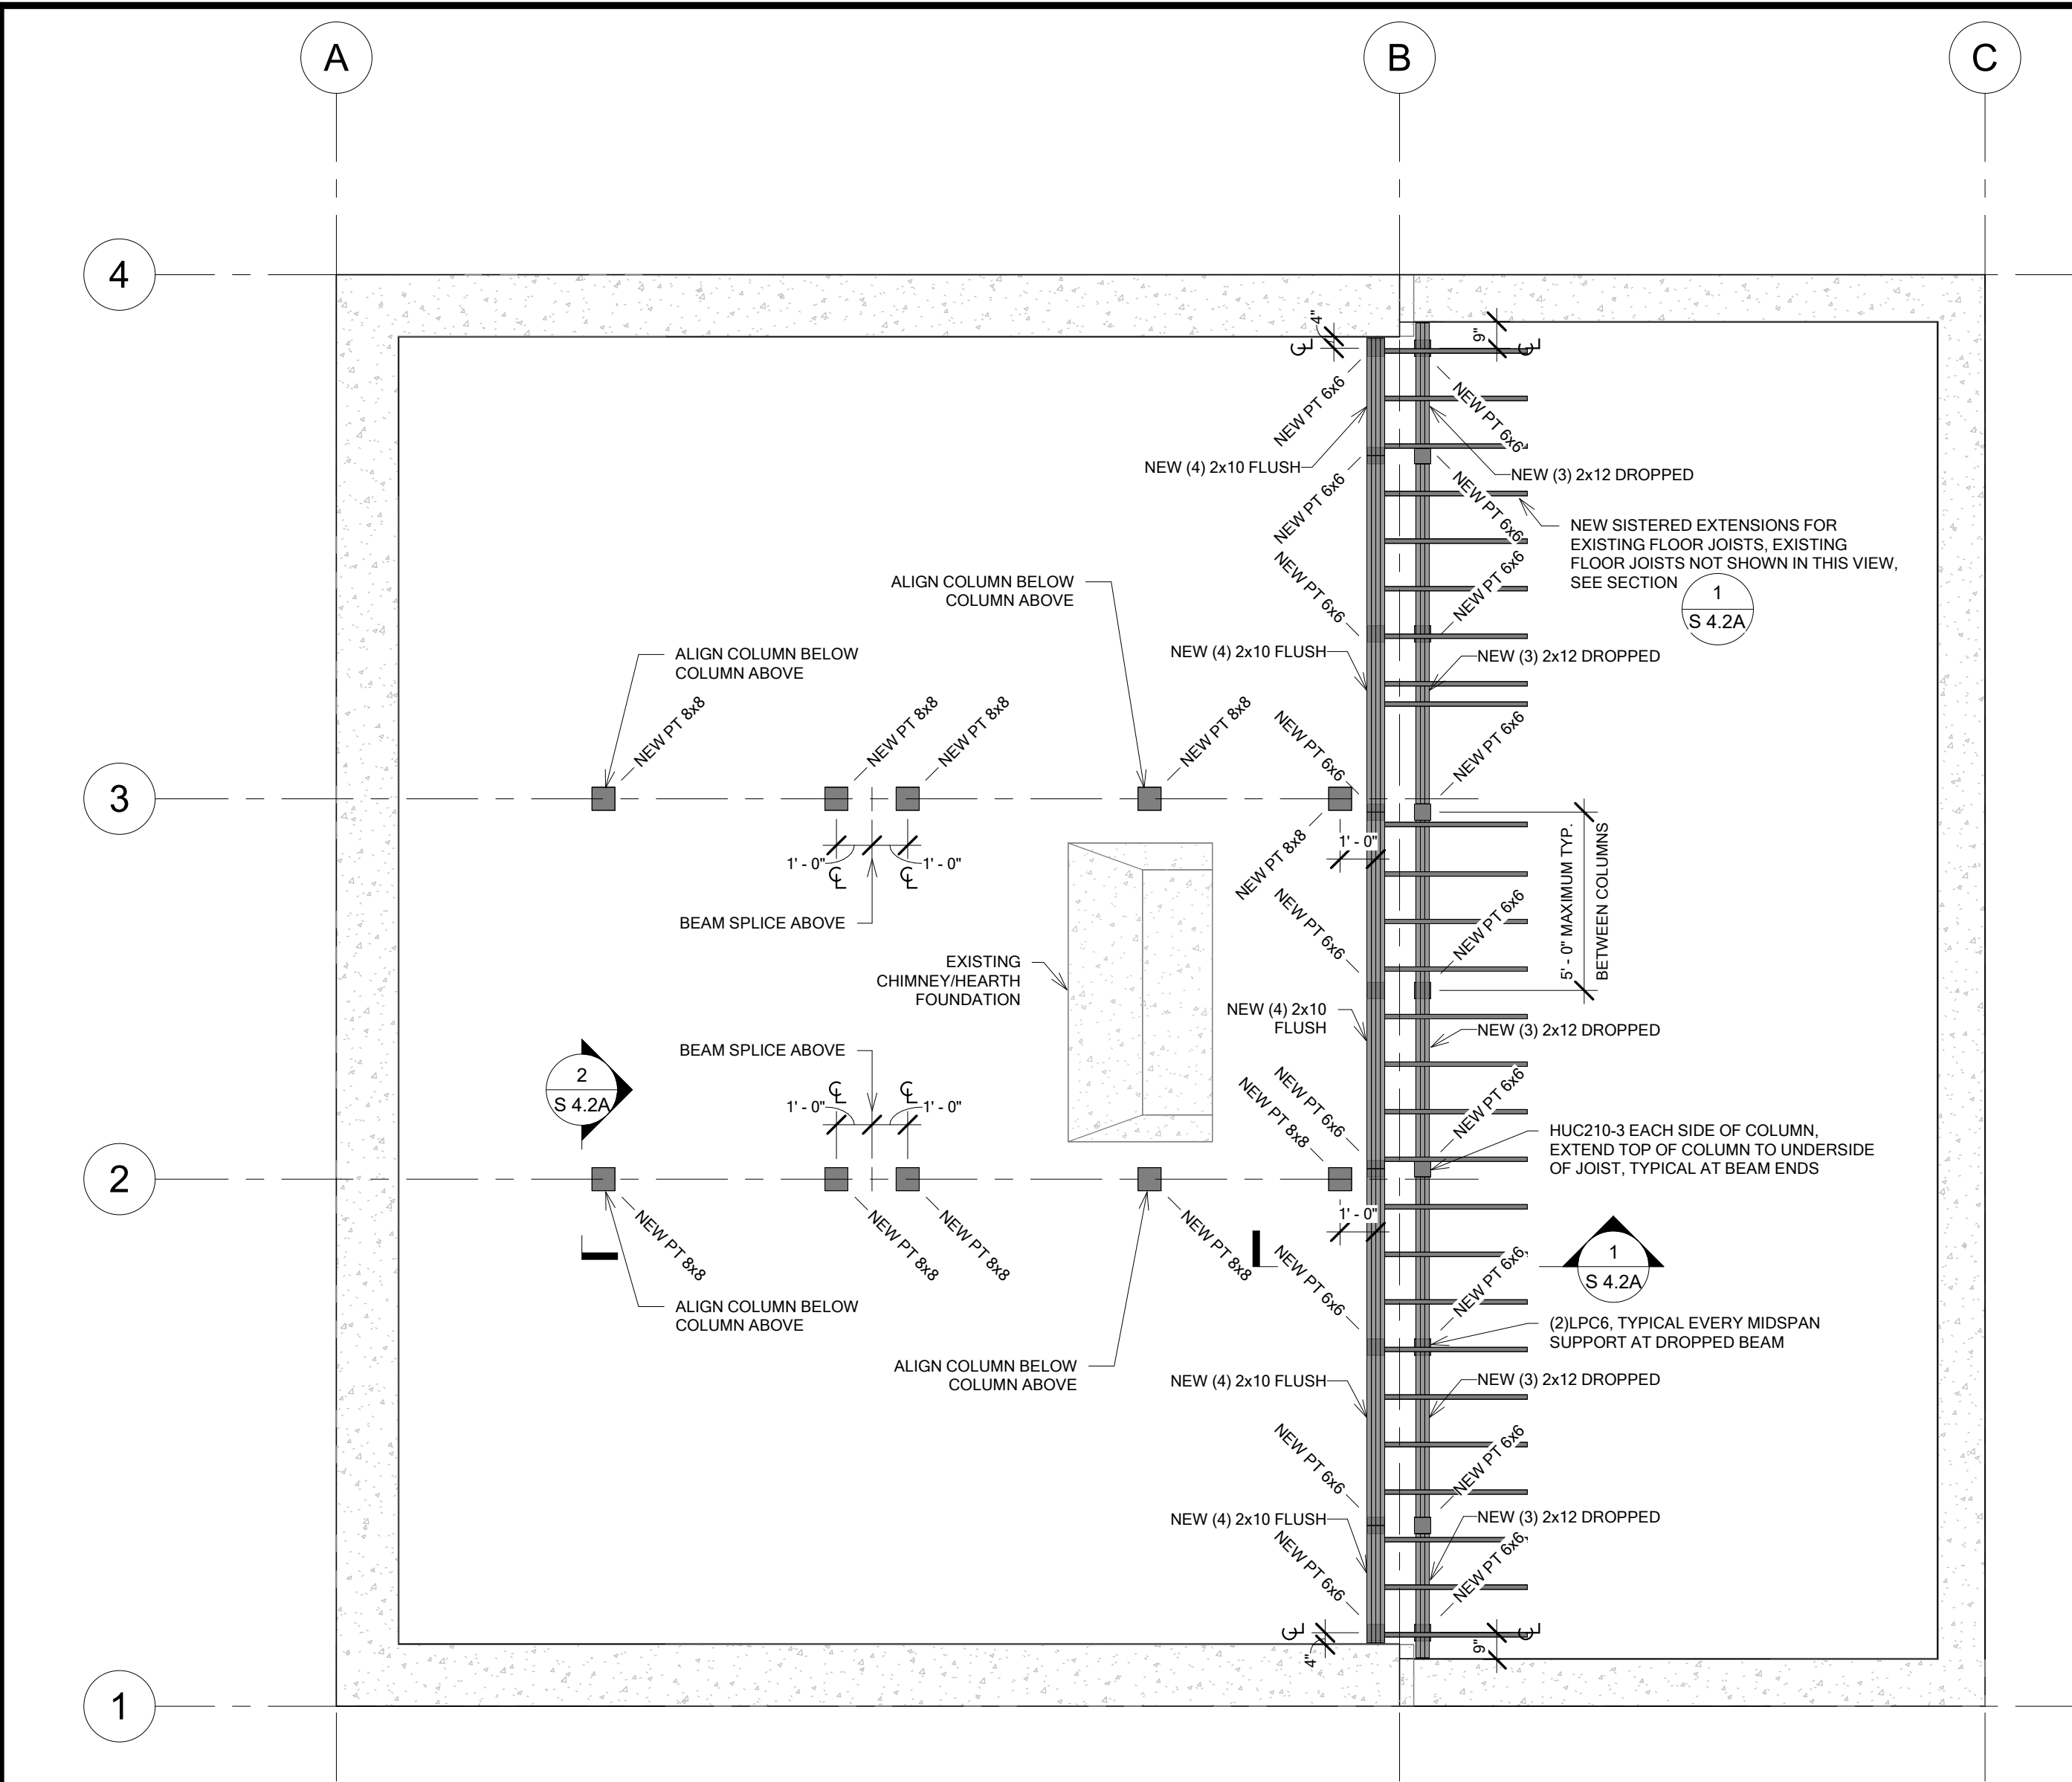 A
B
C
4
4"
9"
NEW PT 6x6
NEW PT 6x6
NEW (4) 2x10 FLUSH
NEW (3) 2x12 DROPPED
NEW PT 6x6
NEW PT 6x6
NEW SISTERED EXTENSIONS FOR
EXISTING FLOOR JOISTS, EXISTING
FLOOR JOISTS NOT SHOWN IN THIS VIEW,
SEE SECTION
1
S 4.2A
NEW PT 6x6
NEW PT 6x6
ALIGN COLUMN BELOW
COLUMN ABOVE
ALIGN COLUMN BELOW
COLUMN ABOVE
NEW (4) 2x10 FLUSH
NEW (3) 2x12 DROPPED
NEW PT 8x8
NEW PT 8x8
NEW PT 8x8
NEW PT 8x8
NEW PT 6x6
NEW PT 6x6
3
1' - 0"
1' - 0"
1' - 0"
NEW PT 8x8
5' - 0" MAXIMUM TYP.
BETWEEN COLUMNS
BEAM SPLICE ABOVE
NEW PT 6x6
NEW PT 6x6
EXISTING
CHIMNEY/HEARTH
FOUNDATION
NEW (4) 2x10
FLUSH
NEW (3) 2x12 DROPPED
BEAM SPLICE ABOVE
2
S 4.2A
1' - 0"
1' - 0"
NEW PT 8x8
NEW PT 6x6
NEW PT 6x6
HUC210-3 EACH SIDE OF COLUMN,
EXTEND TOP OF COLUMN TO UNDERSIDE
OF JOIST, TYPICAL AT BEAM ENDS
2
1' - 0"
NEW PT 8x8
NEW PT 8x8
NEW PT 8x8
NEW PT 8x8
NEW PT 6x6
NEW PT 6x6
1
S 4.2A
ALIGN COLUMN BELOW
COLUMN ABOVE
(2)LPC6, TYPICAL EVERY MIDSPAN
SUPPORT AT DROPPED BEAM
ALIGN COLUMN BELOW
COLUMN ABOVE
NEW (4) 2x10 FLUSH
NEW (3) 2x12 DROPPED
NEW PT 6x6
NEW PT 6x6
NEW (4) 2x10 FLUSH
NEW (3) 2x12 DROPPED
NEW PT 6x6
NEW PT 6x6
4"
9"
1